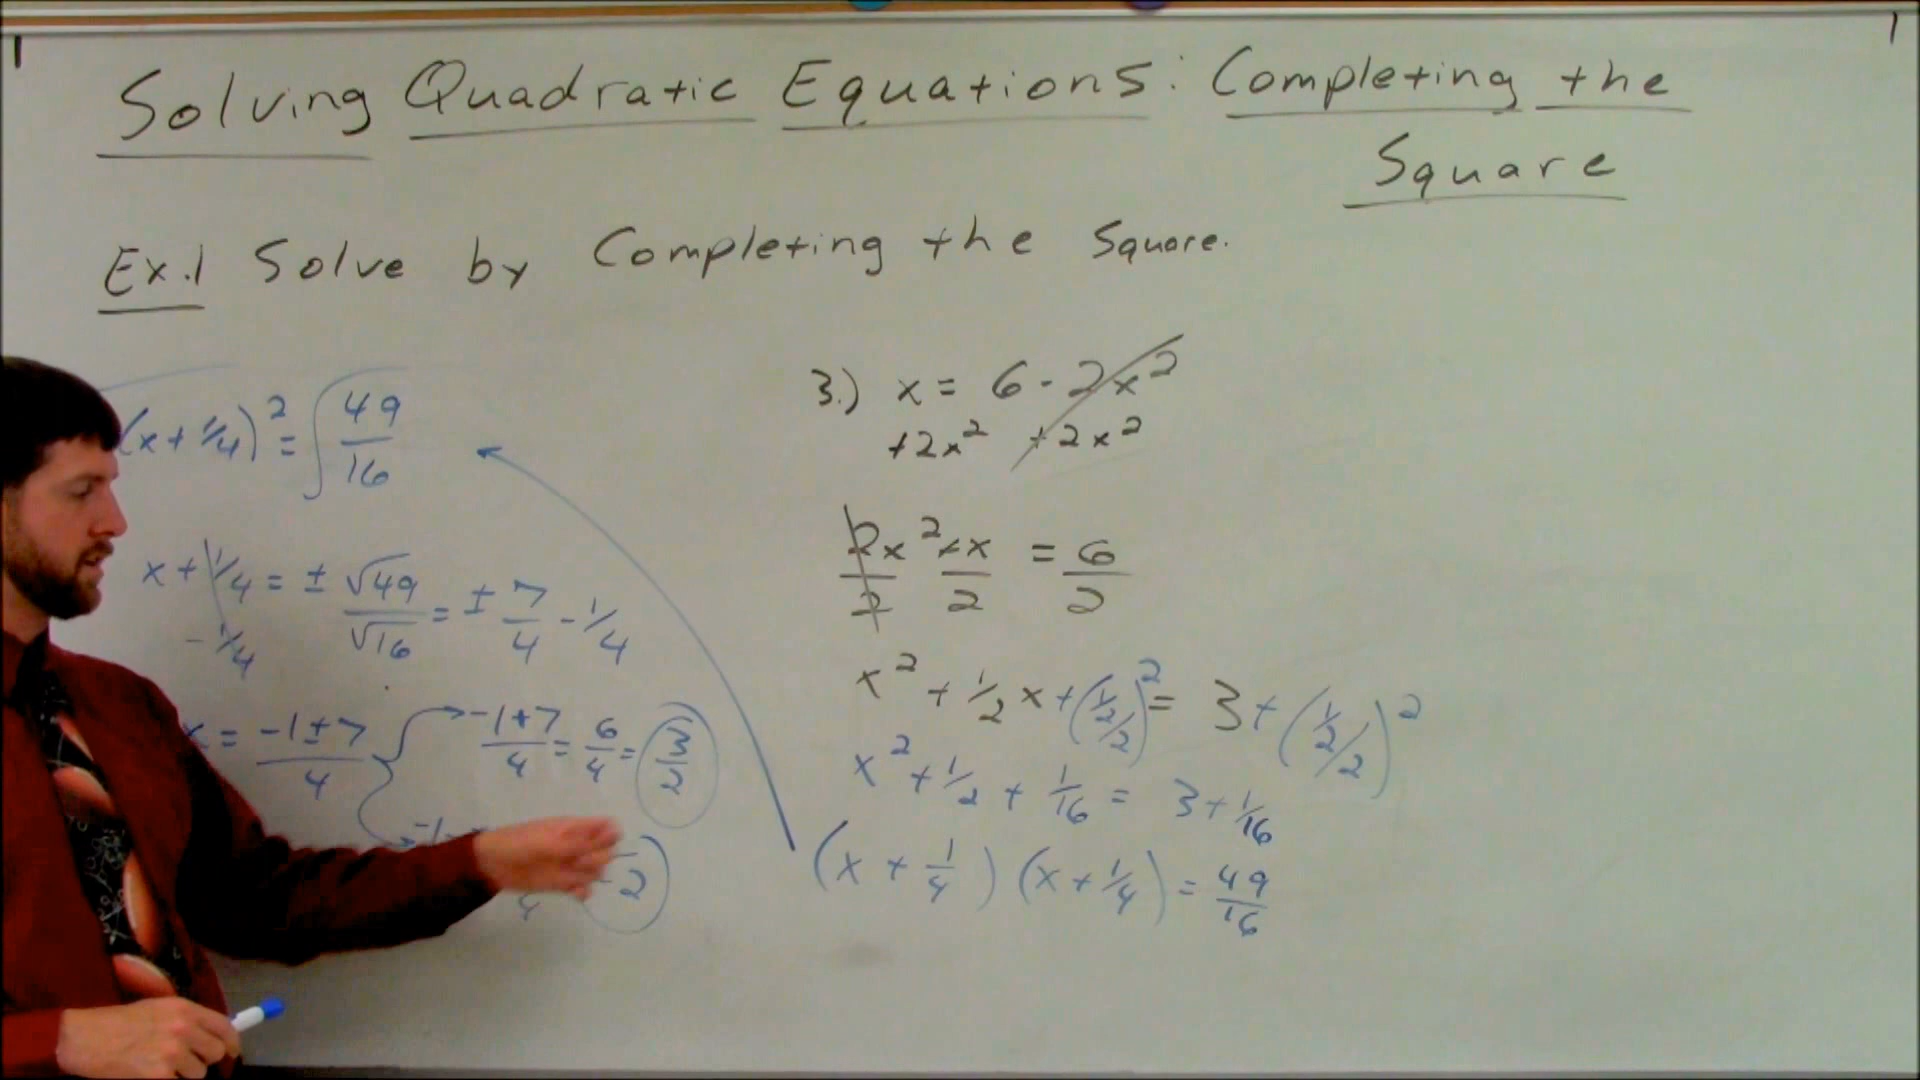 Solving Quadratic Equations: Completing the
Square
Ex.1 Solve by Completing the Square.
3.) x = 6 - 2x²
+2x² +2x²
2x² + x = 6
2 2 2
x² + 1/2 x + (1/2/2)² = 3 + (1/2/2)²
x² + 1/2 + 1/16 = 3 + 1/16
(x + 1/4) (x + 1/4) = 49/16
(x + 1/4)² = √49/16
x + 1/4 = ± √49/√16 = ± 7/4 - 1/4
- 1/4
x = -1±7/4 -1+7/4 = 6/4 = 3/2
-1
4 -2